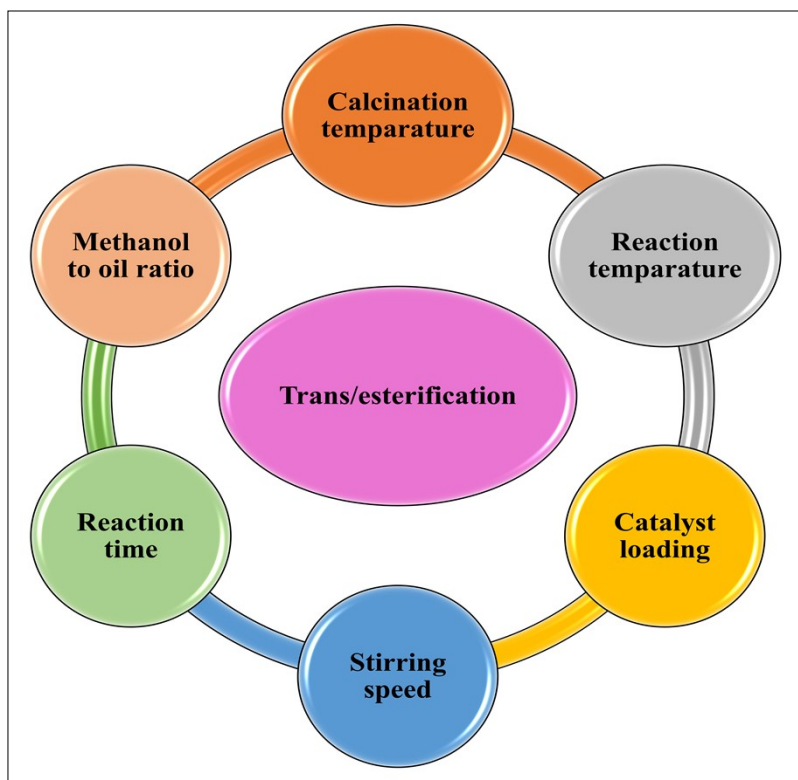 Calcination
temparature
Methanol
to oil ratio
Reaction
temparature
Trans/esterification
Reaction
time
Catalyst
loading
Stirring
speed